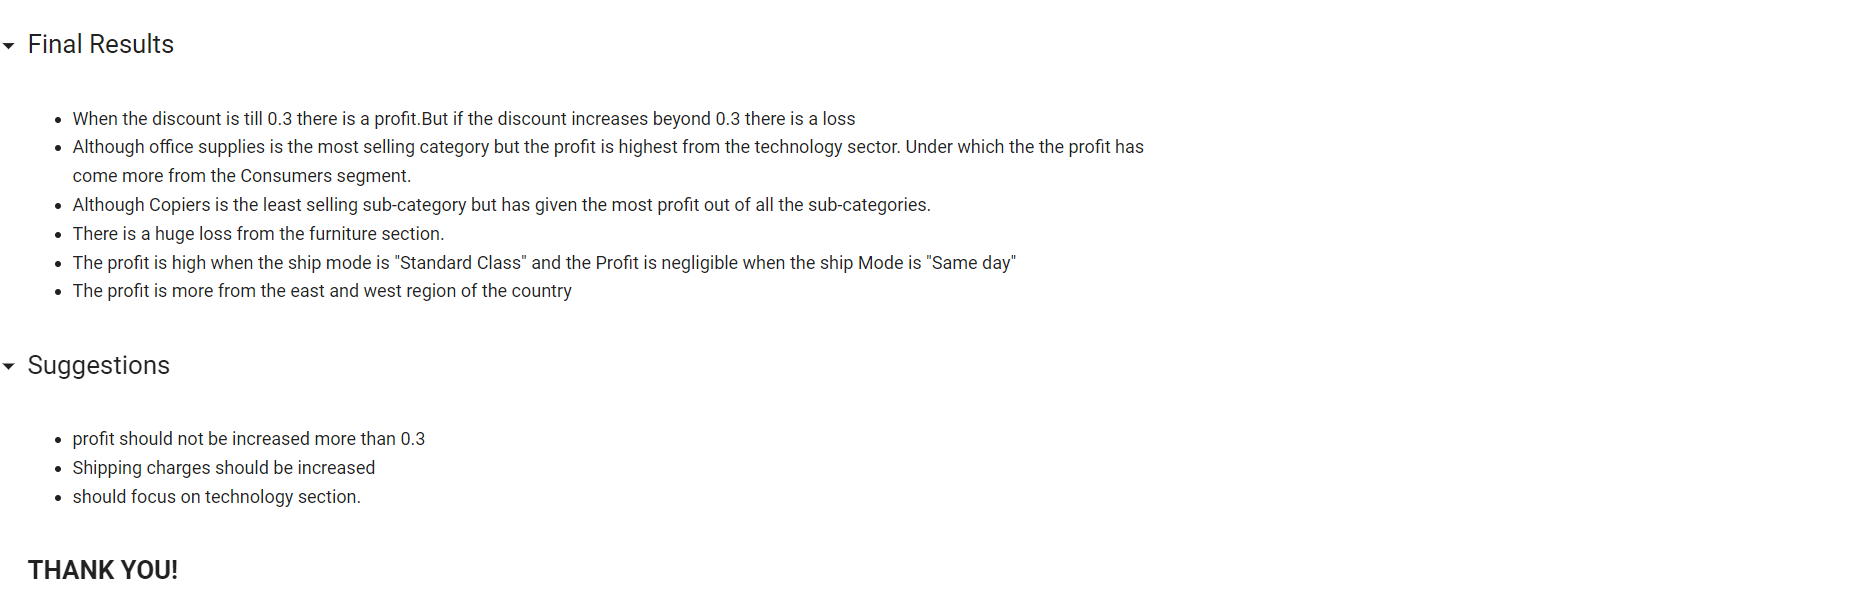 Final Results
When the discount is till 0.3 there is a profit.But if the discount increases beyond 0.3 there is a loss
Although office supplies is the most selling category but the profit is highest from the technology sector. Under which the the profit has
come more from the Consumers segment.
Although Copiers is the least selling sub-category but has given the most profit out of all the sub-categories.
There is a huge loss from the furniture section.
The profit is high when the ship mode is "Standard Class" and the Profit is negligible when the ship Mode is "Same day"
The profit is more from the east and west region of the country
Suggestions
profit should not be increased more than 0.3
Shipping charges should be increased
should focus on technology section.
THANK YOU!